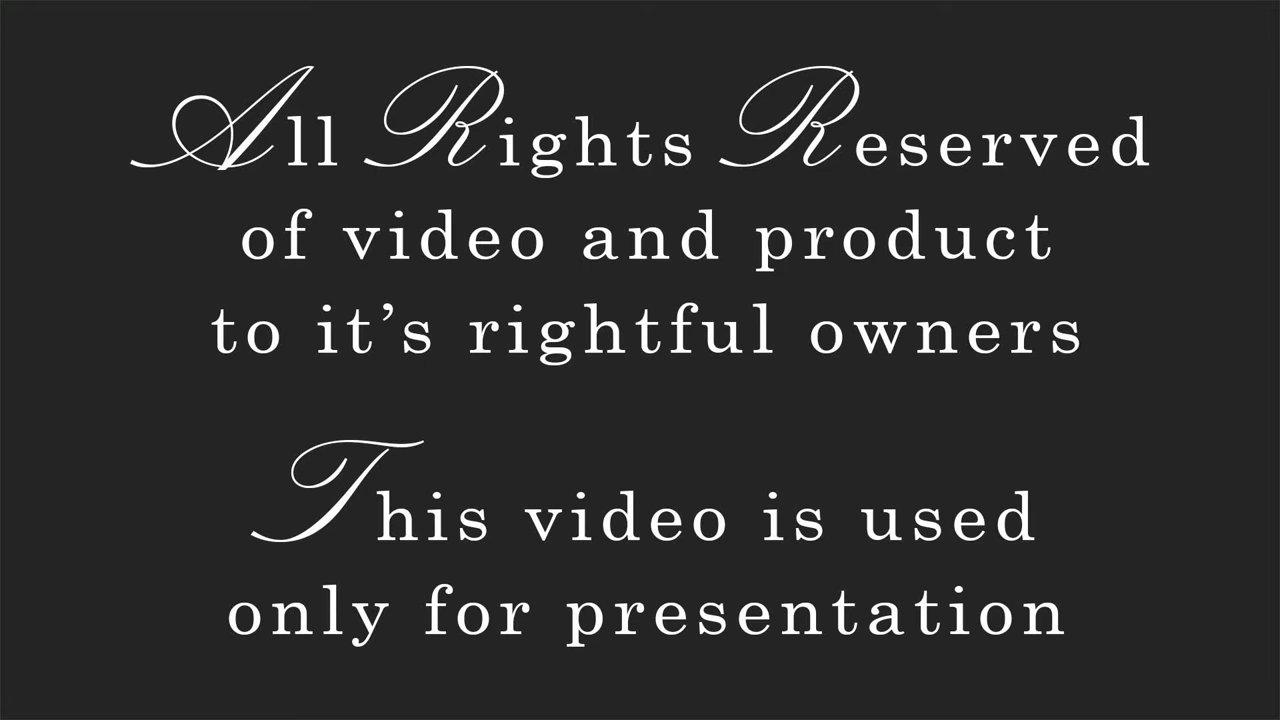 All Rights Reserved
of video and product
to it’s rightful owners
This video is used
only for presentation